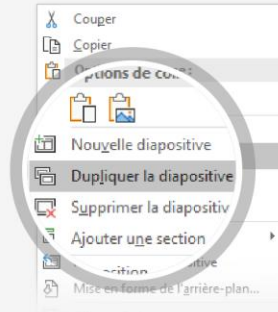 Couper
Copier
Options de
Nouvelle diapositive
Dupliquer la diapositive
Supprimer la diapositiv
Ajouter une section
Mise en forme de l'arrière-plan...